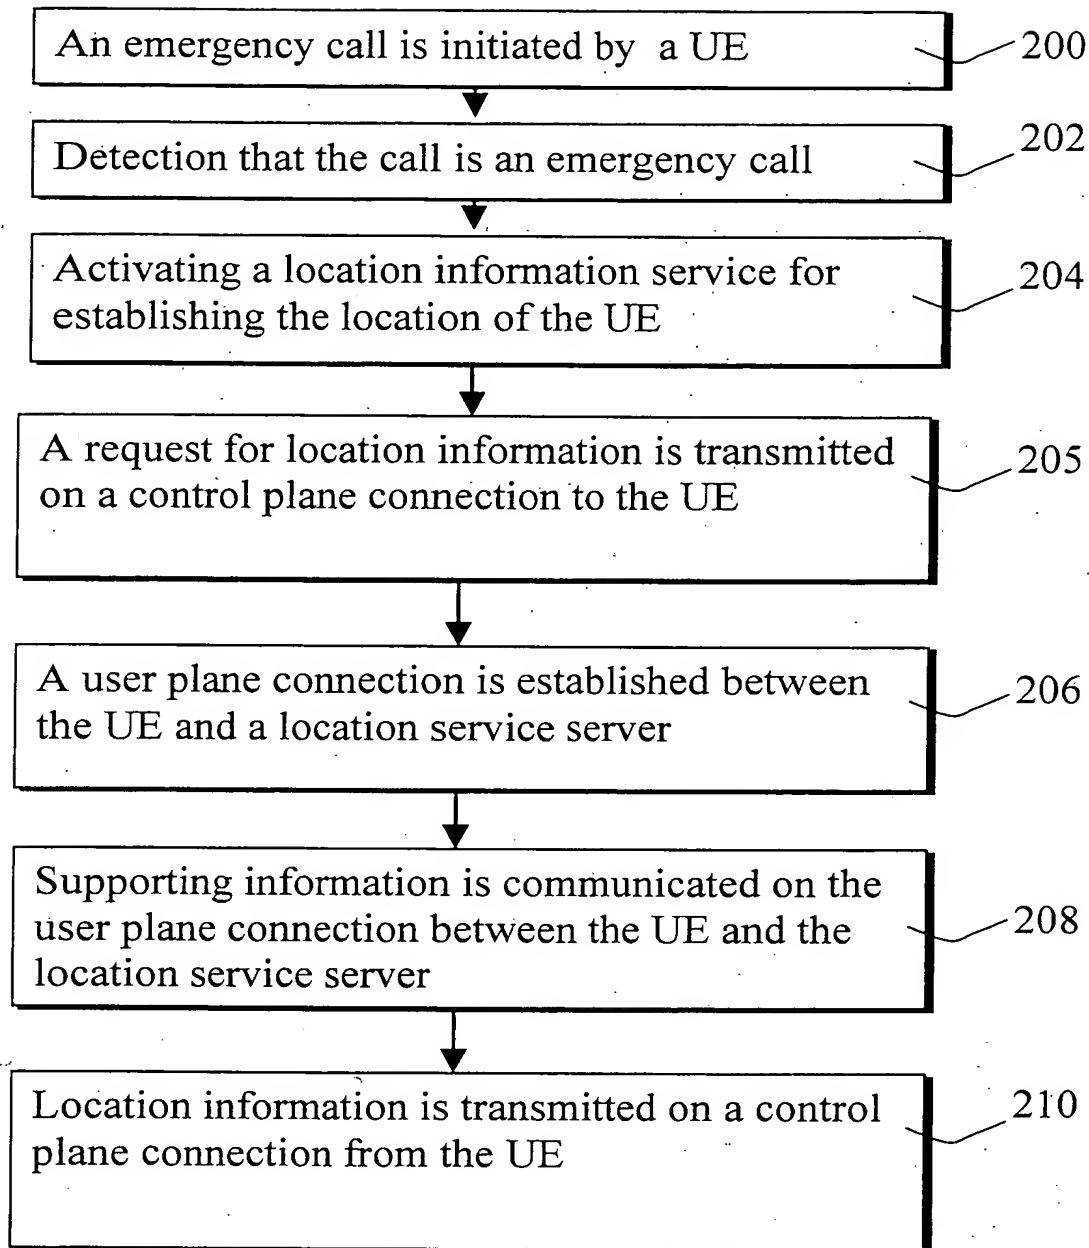 An emergency call is initiated by a UE
200
Detection that the call is an emergency call
202
Activating a location information service for
establishing the location of the UE
204
A request for location information is transmitted
on a control plane connection to the UE
205
A user plane connection is established between
the UE and a location service server
206
Supporting information is communicated on the
user plane connection between the UE and the
location service server
208
Location information is transmitted on a control
plane connection from the UE
210